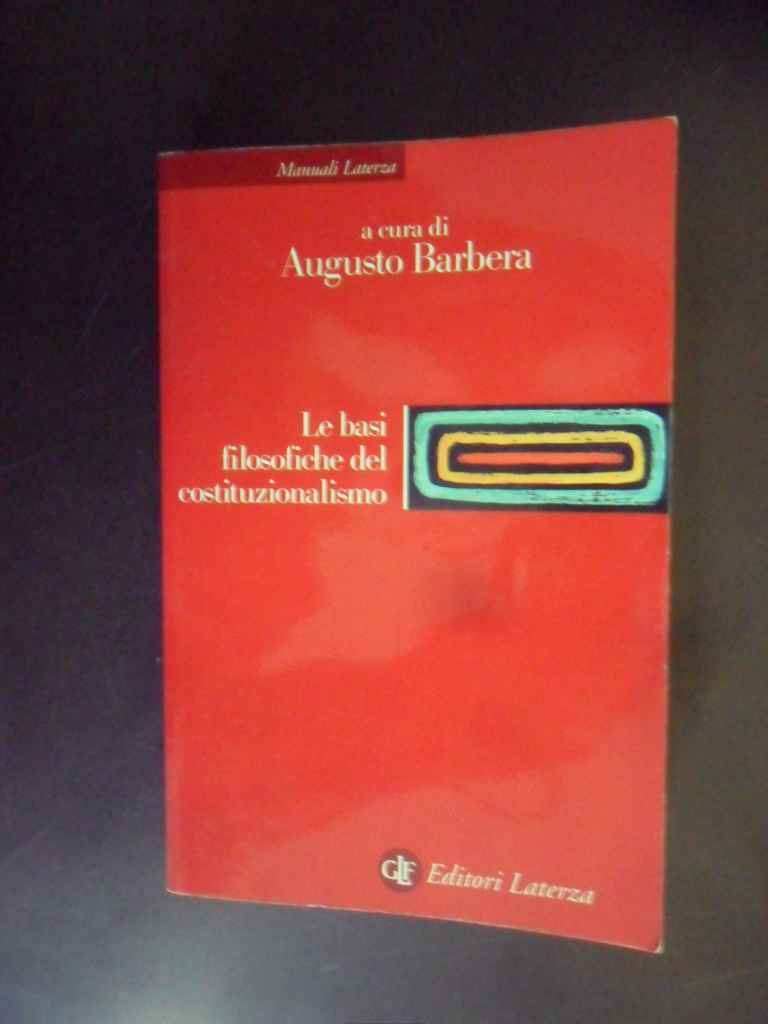 Manuali Laterza
a cura di
Augusto Barbera
Le basi
filosofiche del
costituzionalismo
GLF Editori Laterza